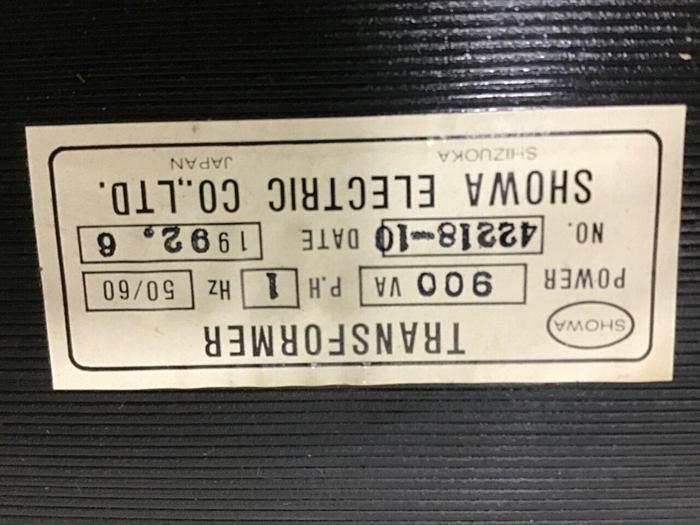 SHOWA TRANSFORMER
POWER 900 VA P.H 1 Hz 50/60
NO. 42218-10 DATE 1992. 6
SHOWA ELECTRIC CO.,LTD.
SHIZUOKA JAPAN